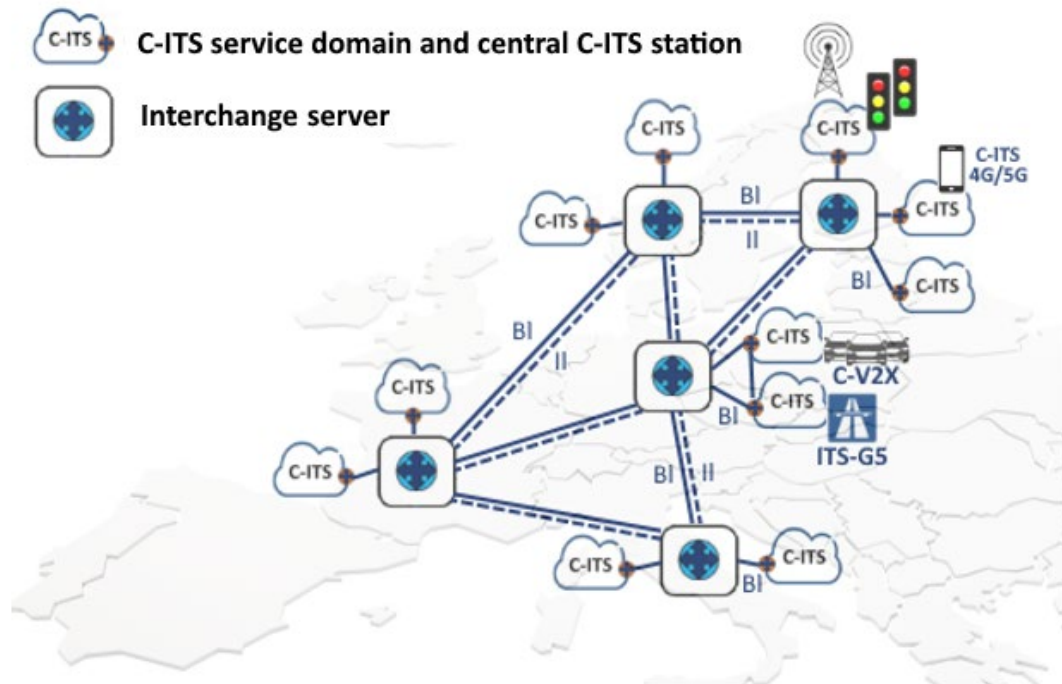 C-ITS
C-ITS service domain and central C-ITS station
Interchange server
C-ITS
C-ITS
C-ITS
4G/5G
C-ITS
C-ITS
C-ITS
BI
II
BI
C-ITS
BI
II
C-ITS
C-V2X
C-ITS
C-ITS
BI
ITS-G5
C-ITS
BI
II
C-ITS
C-ITS
BI